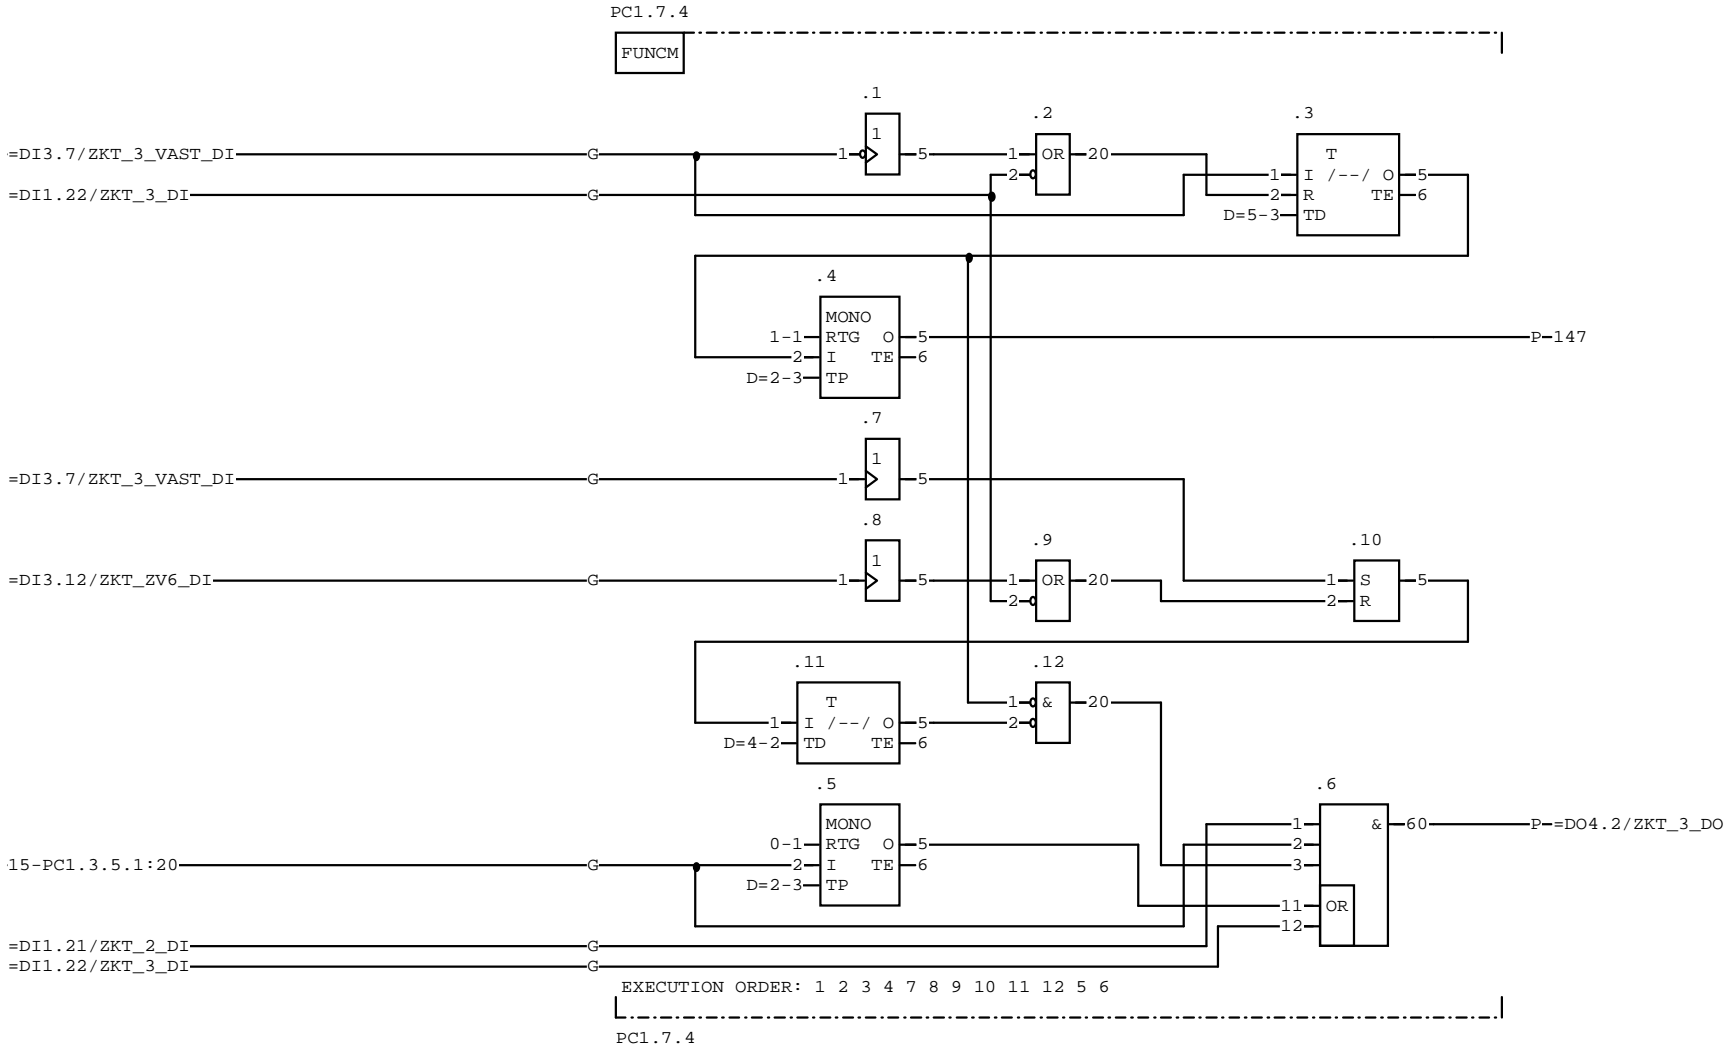 PC1.7.4
FUNCM
.1
.2
.3
1
T
=DI3.7/ZKT_3_VAST_DI G 1 5 1 OR 20
2 1 I /--/ O 5
=DI1.22/ZKT_3_DI G 2 R TE 6
D=5-3 TD
.4
MONO
1-1 RTG O 5 P 147
2 I TE 6
D=2-3 TP
.7
1
=DI3.7/ZKT_3_VAST_DI G 1 5
.8
.9
.10
1
=DI3.12/ZKT_ZV6_DI G 1 5 1 OR 20 1 S 5
2 2 R
.11
.12
T 1 & 20
1 I /--/ O 5 2
D=4-2 TD TE 6
.5
.6
MONO 1 & 60 P =DO4.2/ZKT_3_DO
0-1 RTG O 5 2
15-PC1.3.5.1:20 G 2 I TE 6 3
D=2-3 TP
11 OR
12
=DI1.21/ZKT_2_DI G
=DI1.22/ZKT_3_DI G
EXECUTION ORDER: 1 2 3 4 7 8 9 10 11 12 5 6
PC1.7.4